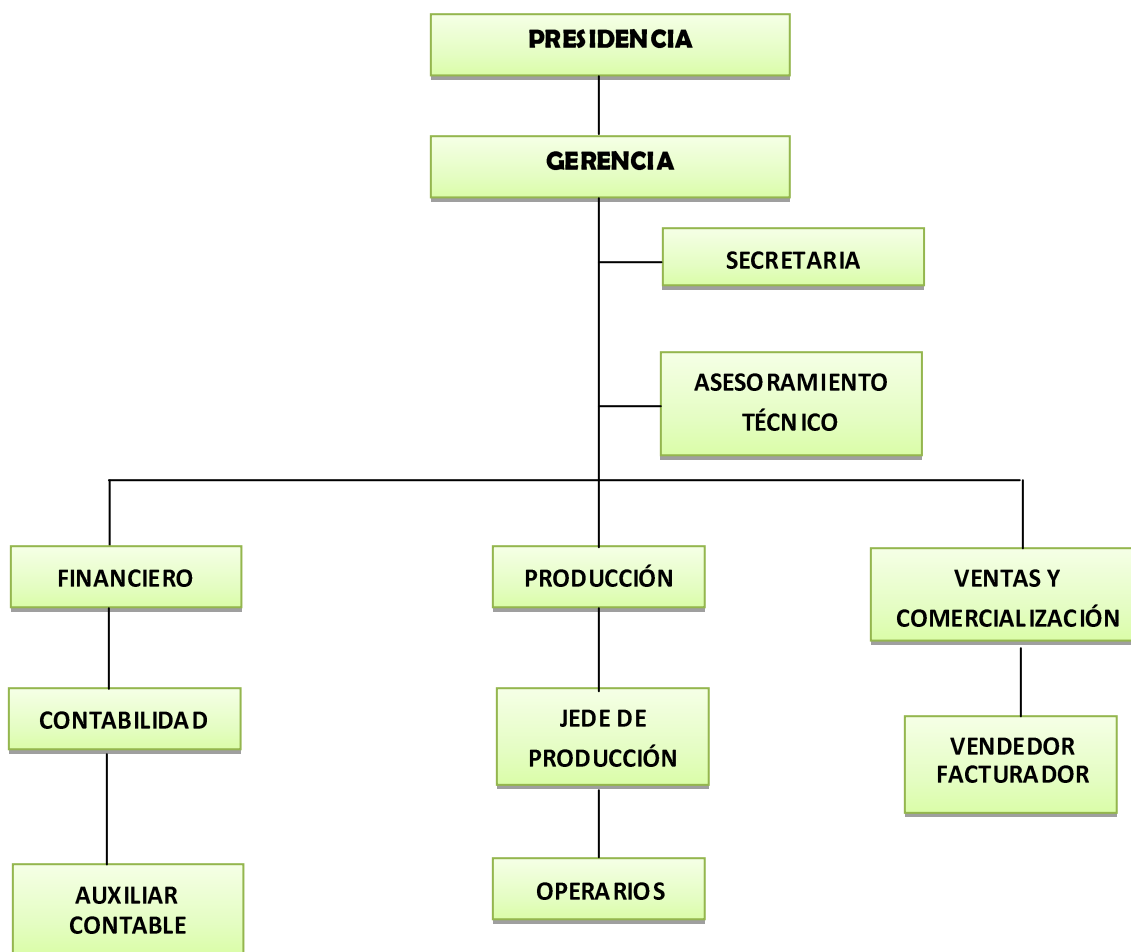 PRESIDENCIA
GERENCIA
SECRETARIA
ASESORAMIENTO
TÉCNICO
FINANCIERO
PRODUCCIÓN
VENTAS Y
COMERCIALIZACIÓN
CONTABILIDAD
JEDE DE
PRODUCCIÓN
VENDEDOR
FACTURADOR
AUXILIAR
CONTABLE
OPERARIOS